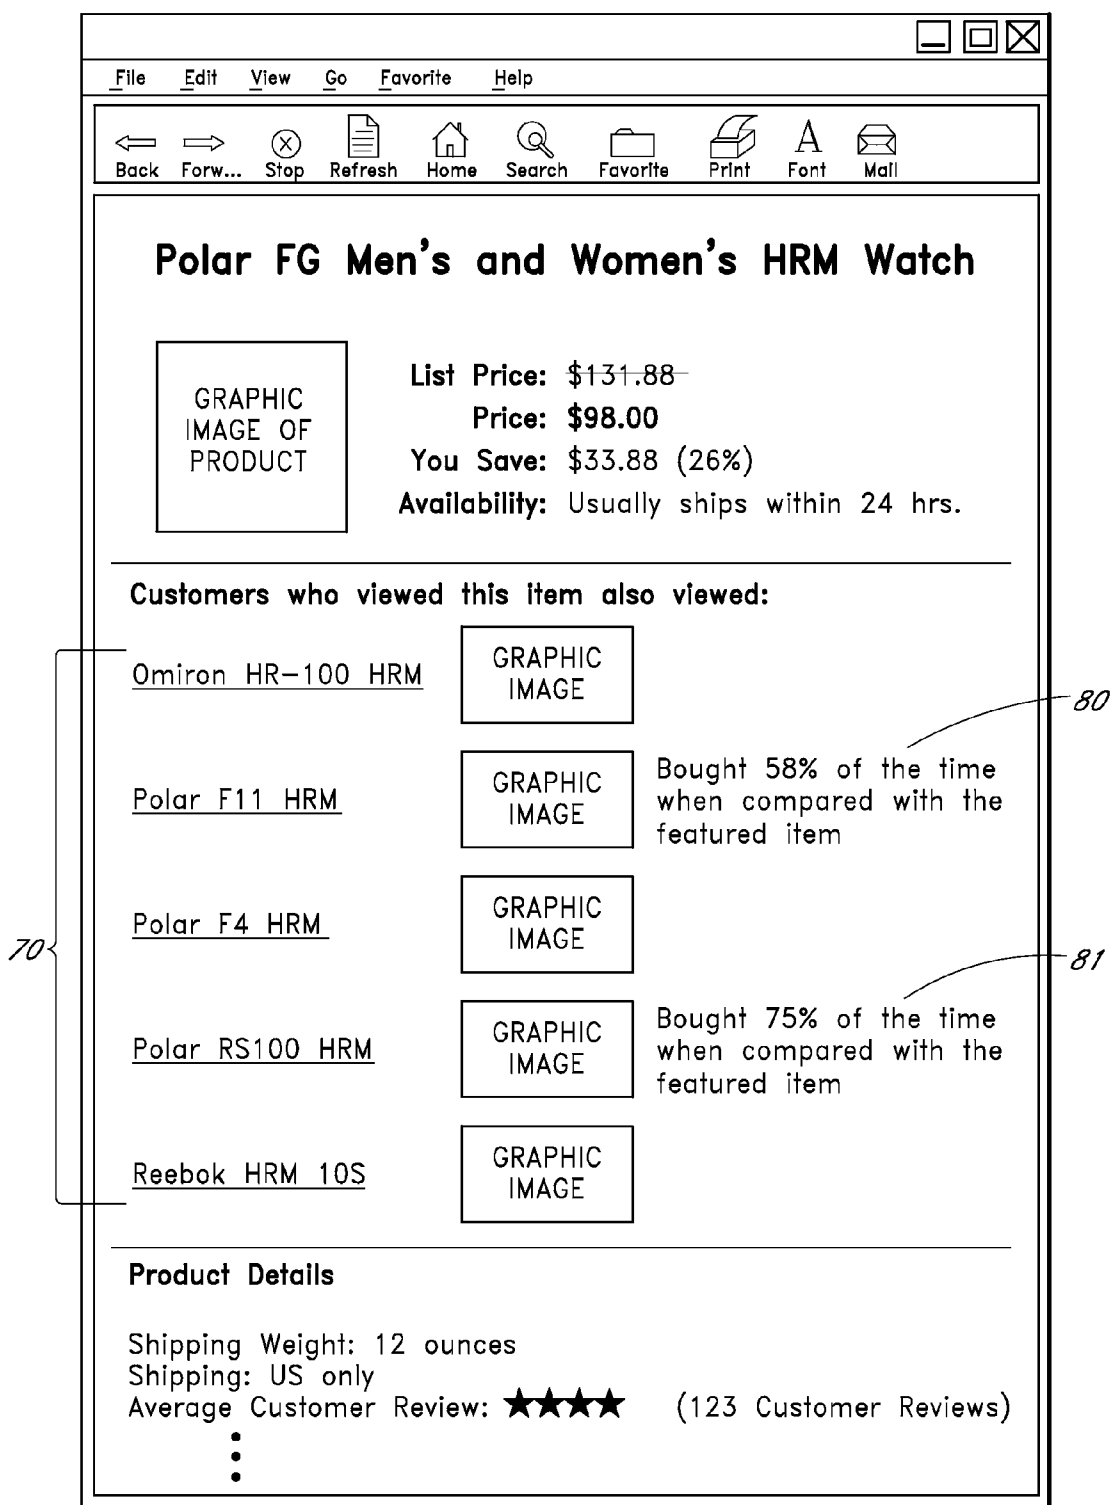 File Edit View Go Favorite Help
Back Forw... Stop Refresh Home Search Favorite Print A Font Mail
Polar FG Men's and Women's HRM Watch
GRAPHIC
IMAGE OF
PRODUCT
List Price: $131.88
Price: $98.00
You Save: $33.88 (26%)
Availability: Usually ships within 24 hrs.
Customers who viewed this item also viewed:
70
Omiron HR-100 HRM
GRAPHIC
IMAGE
80
Polar F11 HRM
GRAPHIC
IMAGE
Bought 58% of the time
when compared with the
featured item
Polar F4 HRM
GRAPHIC
IMAGE
81
Polar RS100 HRM
GRAPHIC
IMAGE
Bought 75% of the time
when compared with the
featured item
Reebok HRM 10S
GRAPHIC
IMAGE
Product Details
Shipping Weight: 12 ounces
Shipping: US only
Average Customer Review: ★★★★ (123 Customer Reviews)